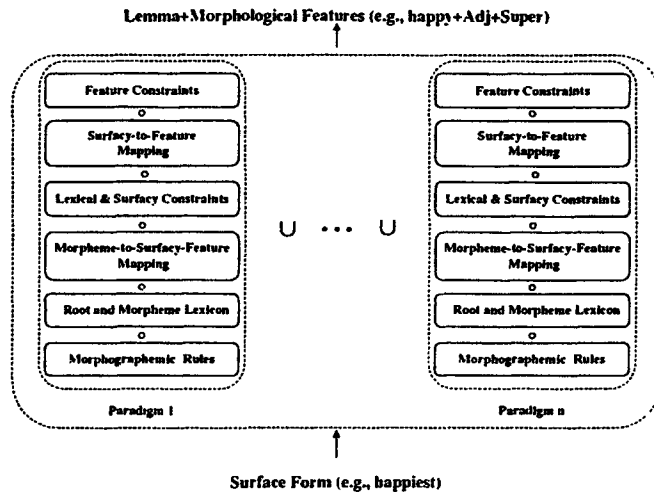 Lemma+Morphological Features (e.g., happy+Adj+Super)
Feature Constraints
Surfacy-to-Feature
Mapping
Lexical & Surfacy Constraints
Morpheme-to-Surfacy-Feature
Mapping
Root and Morpheme Lexicon
Morphographemic Rules
Paradigm 1
∪ ••• ∪
Feature Constraints
Surfacy-to-Feature
Mapping
Lexical & Surfacy Constraints
Morpheme-to-Surfacy-Feature
Mapping
Root and Morpheme Lexicon
Morphographemic Rules
Paradigm n
Surface Form (e.g., happiest)